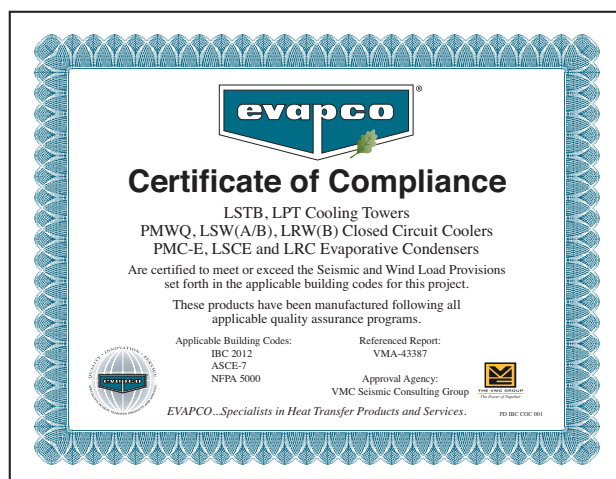 evapco®
Certificate of Compliance
LSTB, LPT Cooling Towers
PMWQ, LSW(A/B), LRW(B) Closed Circuit Coolers
PMC-E, LSCE and LRC Evaporative Condensers
Are certified to meet or exceed the Seismic and Wind Load Provisions
set forth in the applicable building codes for this project.
These products have been manufactured following all
applicable quality assurance programs.
Applicable Building Codes:
IBC 2012
ASCE-7
NFPA 5000
Referenced Report:
VMA-43387
Approval Agency:
VMC Seismic Consulting Group
QUALITY • INNOVATION • SERVICE
evapco
THE VMC GROUP
The Power of Together
EVAPCO...Specialists in Heat Transfer Products and Services.
PD IBC COC 001